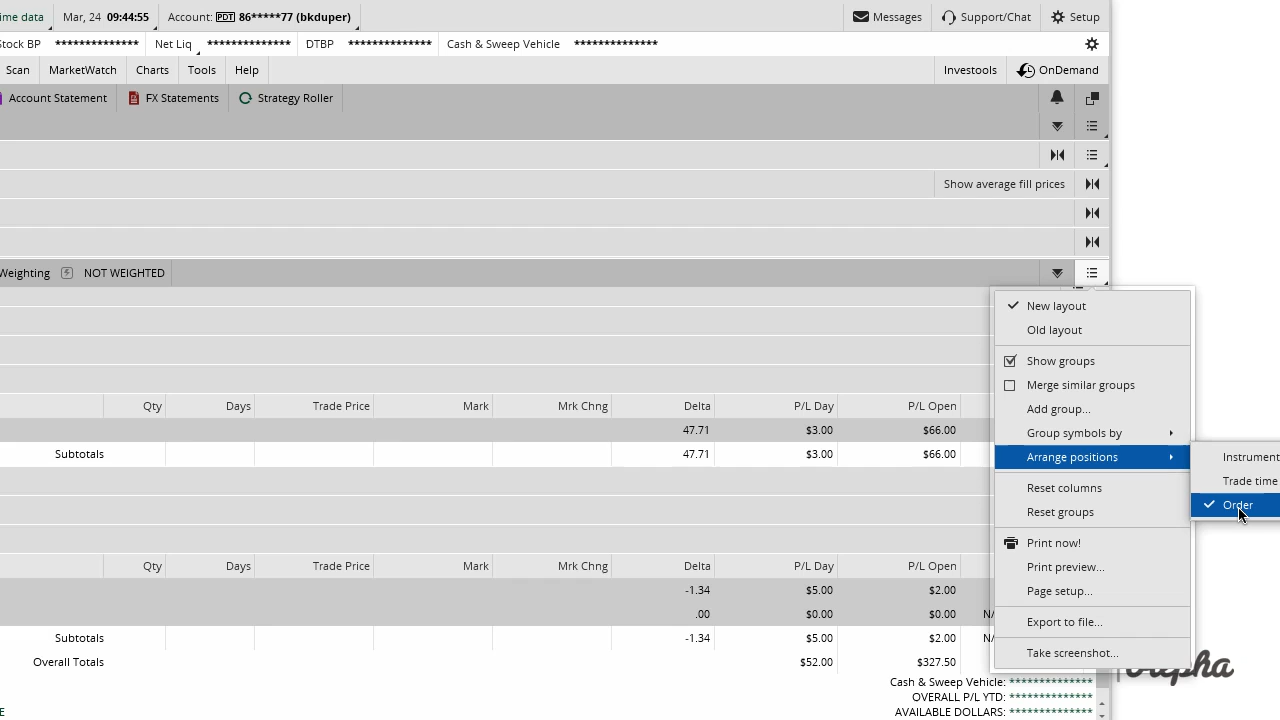 ime data Mar, 24 09:44:55 Account: PDT 86*****77 (bkduper) Messages Support/Chat Setup
Stock BP ************** Net Liq ************** DTBP ************** Cash & Sweep Vehicle **************
Scan MarketWatch Charts Tools Help Investools OnDemand
Account Statement FX Statements Strategy Roller
Show average fill prices
Weighting NOT WEIGHTED
New layout
Old layout
Show groups
Merge similar groups
Add group...
Group symbols by
Arrange positions
Instrument
Trade time
Order
Reset columns
Reset groups
Print now!
Print preview...
Page setup...
Export to file...
Take screenshot...
Qty Days Trade Price Mark Mrk Chng Delta P/L Day P/L Open
47.71 $3.00 $66.00
Subtotals 47.71 $3.00 $66.00
Qty Days Trade Price Mark Mrk Chng Delta P/L Day P/L Open
-1.34 $5.00 $2.00
.00 $0.00 $0.00 N/
Subtotals -1.34 $5.00 $2.00 N/
Overall Totals $52.00 $327.50
Cash & Sweep Vehicle: **************
OVERALL P/L YTD: **************
AVAILABLE DOLLARS: **************